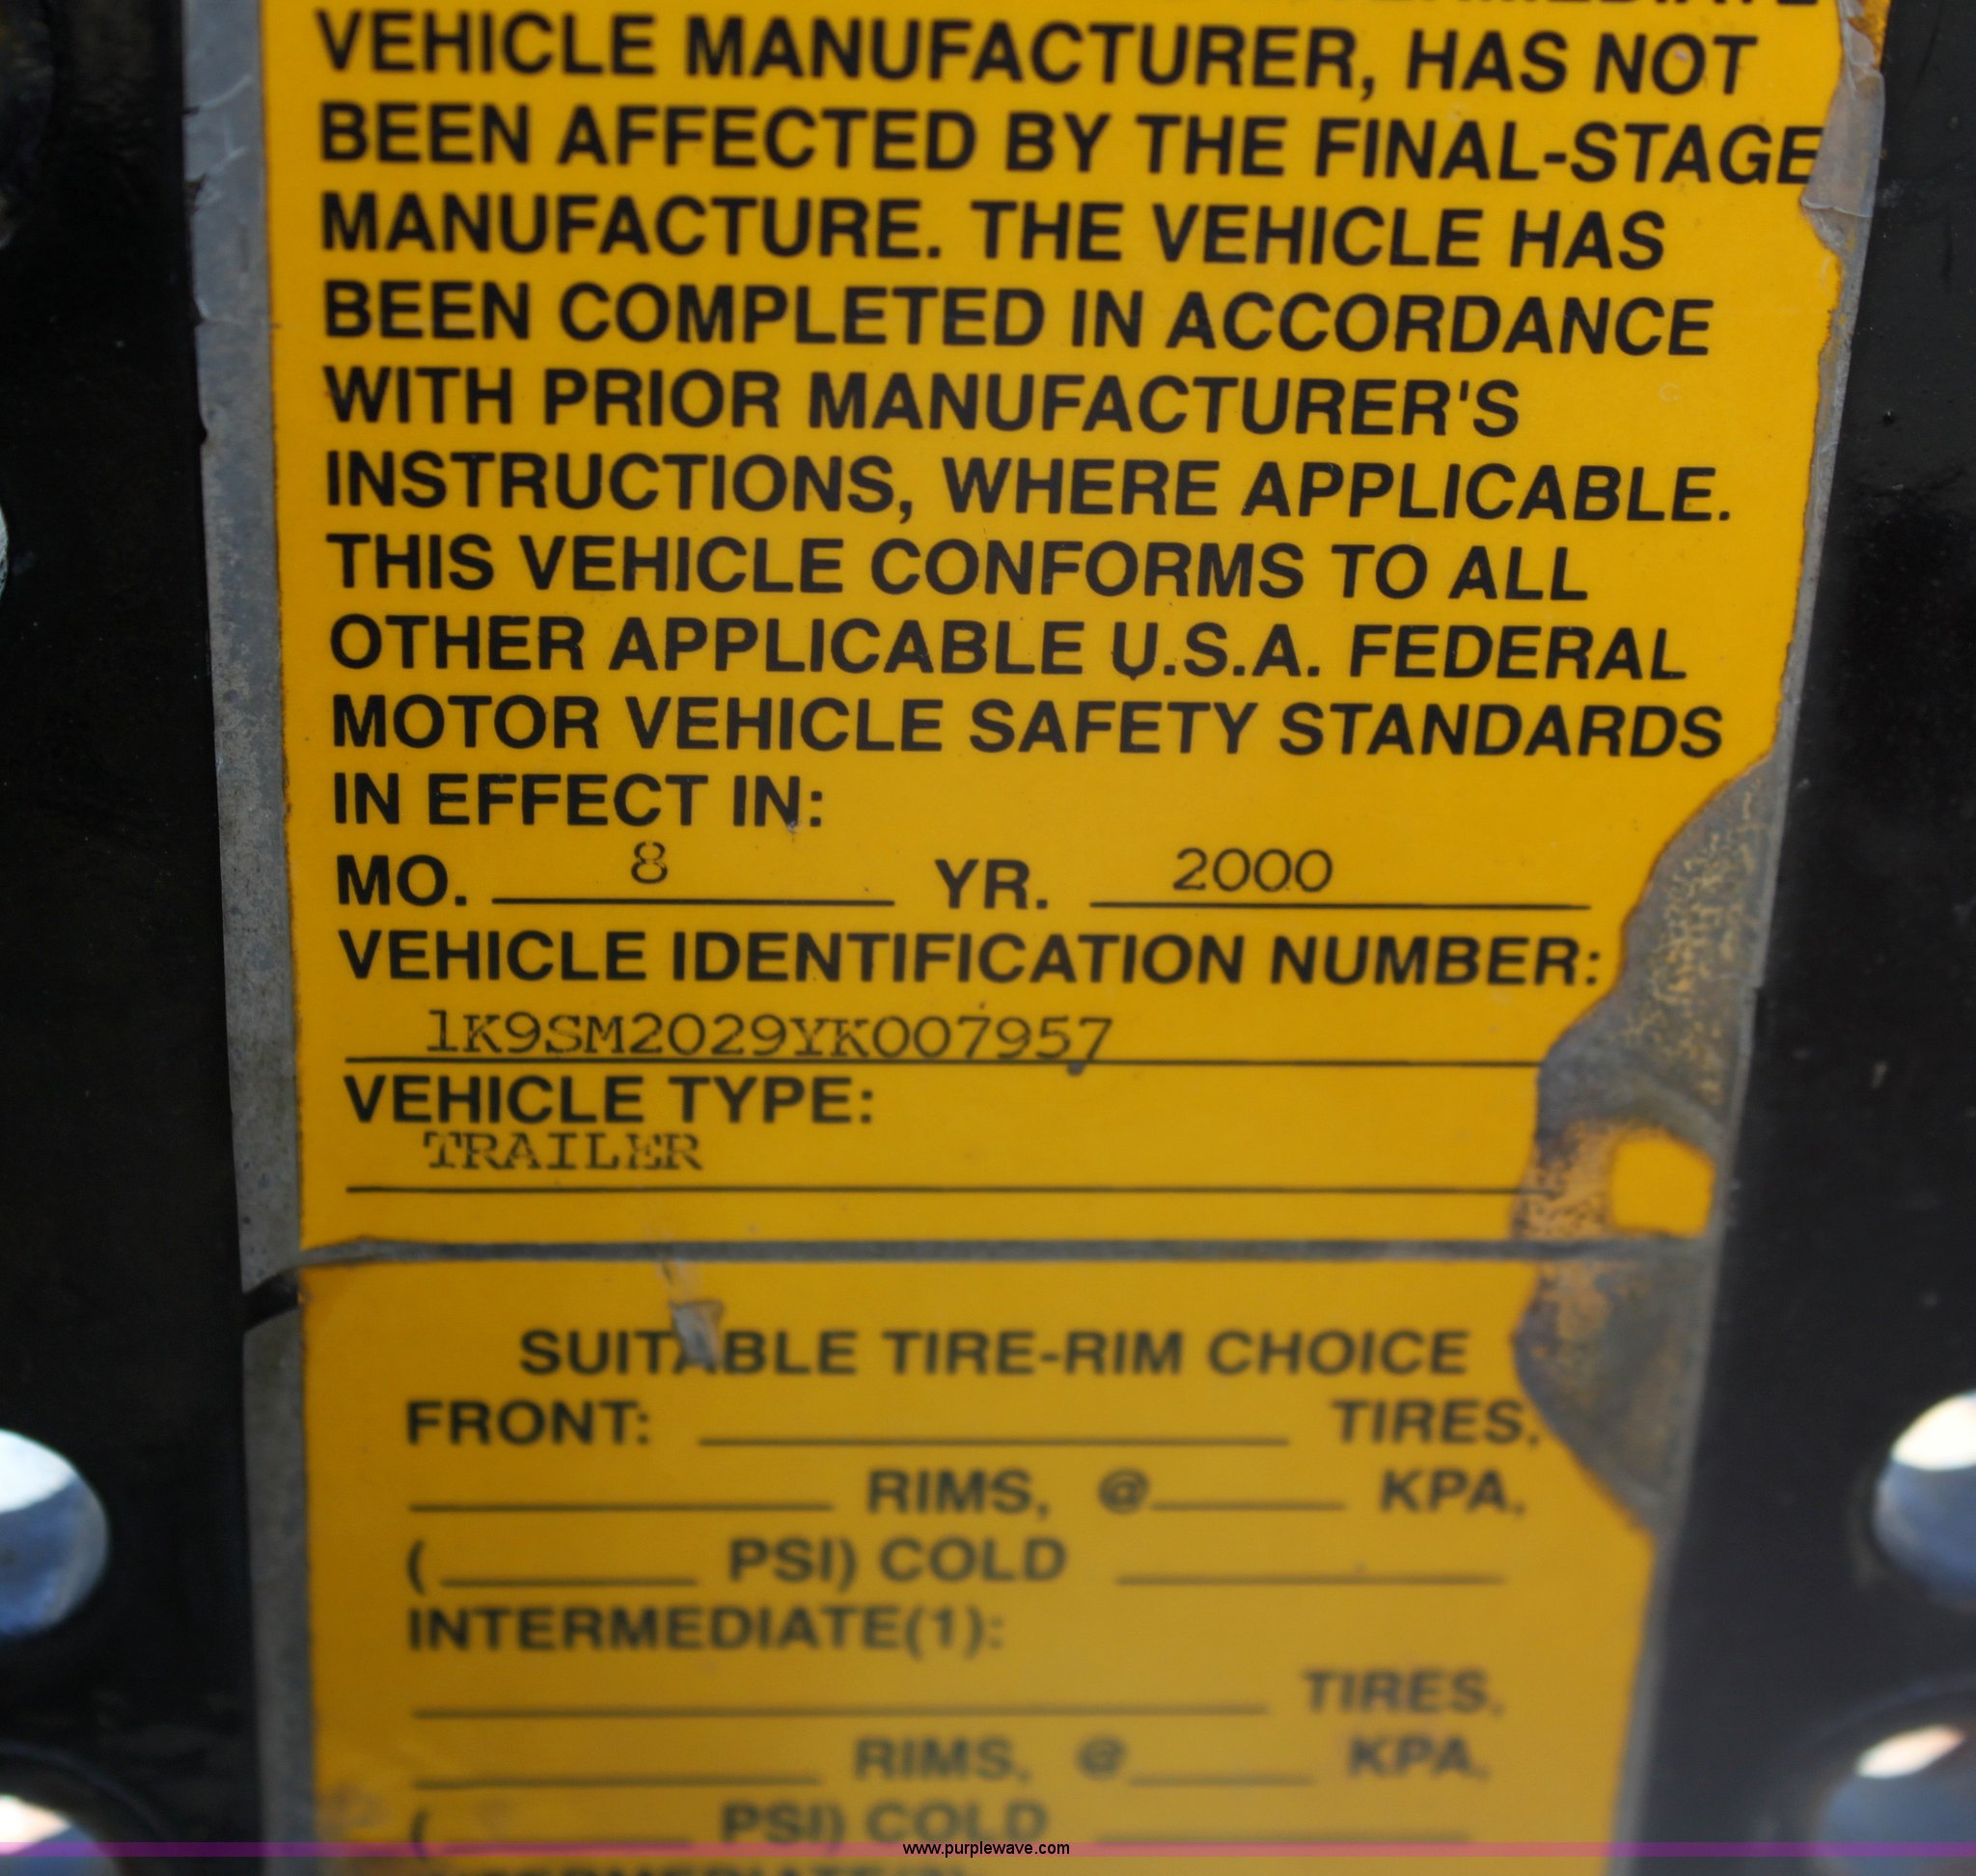 INTERMEDIATE
VEHICLE MANUFACTURER, HAS NOT
BEEN AFFECTED BY THE FINAL-STAGE
MANUFACTURE. THE VEHICLE HAS
BEEN COMPLETED IN ACCORDANCE
WITH PRIOR MANUFACTURER'S
INSTRUCTIONS, WHERE APPLICABLE.
THIS VEHICLE CONFORMS TO ALL
OTHER APPLICABLE U.S.A. FEDERAL
MOTOR VEHICLE SAFETY STANDARDS
IN EFFECT IN:
MO. 8 YR. 2000
VEHICLE IDENTIFICATION NUMBER:
1K9SM2029YK007957
VEHICLE TYPE:
TRAILER
SUITABLE TIRE-RIM CHOICE
FRONT: TIRES,
RIMS, @ KPA,
( PSI) COLD
INTERMEDIATE(1):
TIRES,
RIMS, @ KPA,
( PSI) COLD
www.purplewave.com